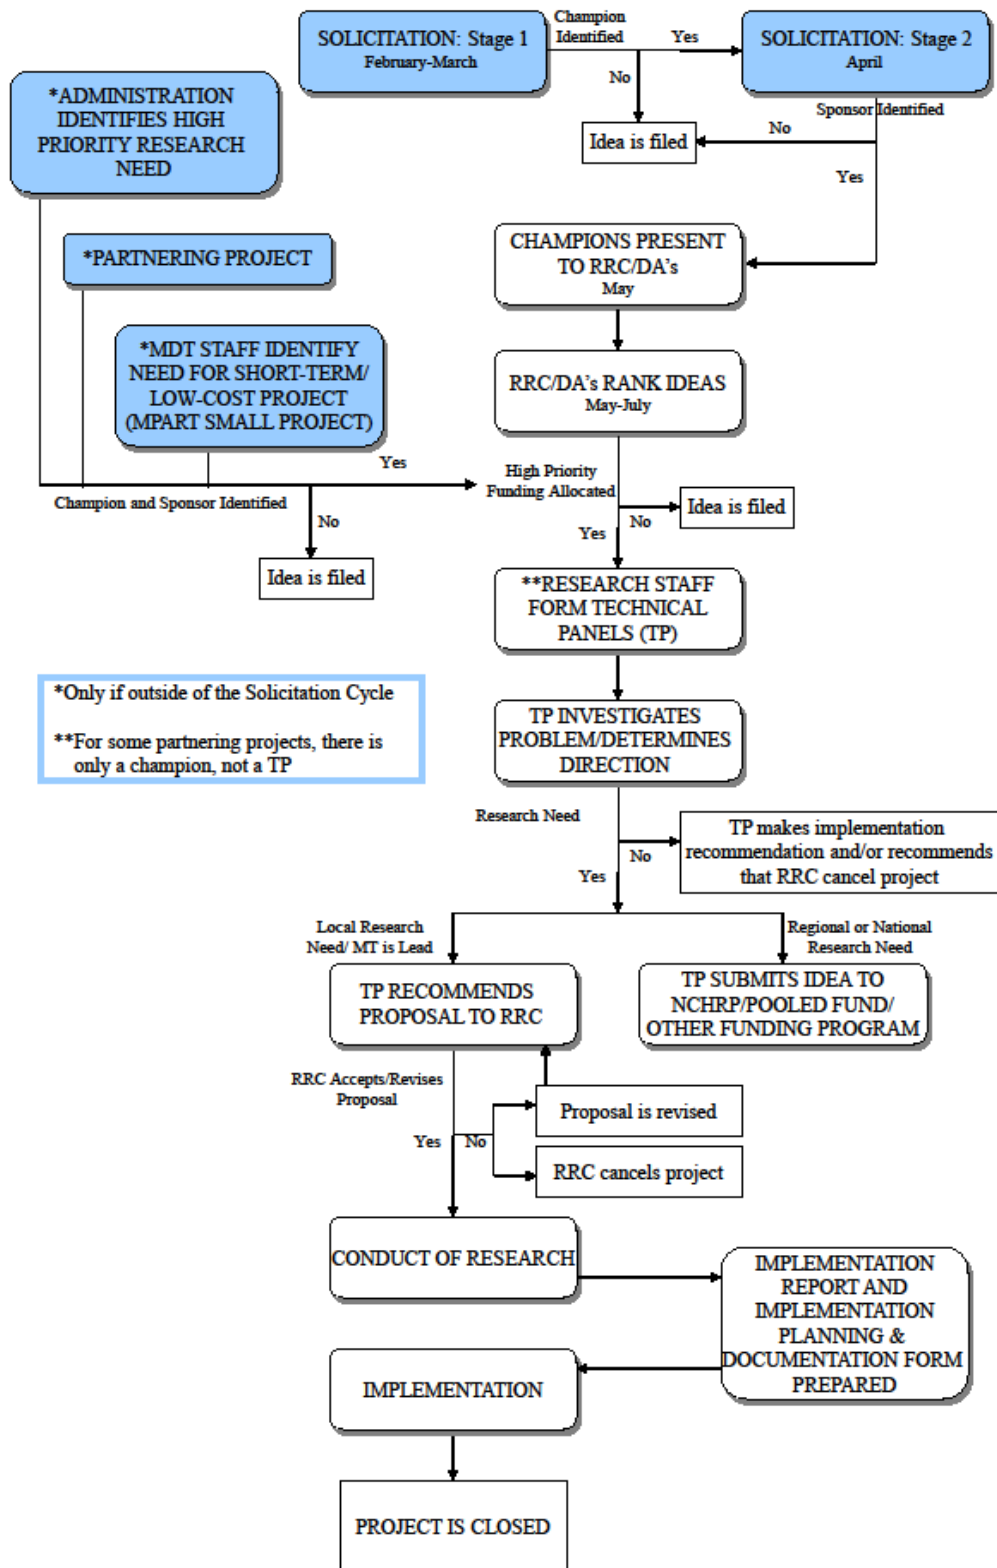 SOLICITATION: Stage 1
February-March
Champion
Identified
Yes
No
SOLICITATION: Stage 2
April
Sponsor Identified
No
Yes
Idea is filed
*ADMINISTRATION
IDENTIFIES HIGH
PRIORITY RESEARCH
NEED
*PARTNERING PROJECT
*MDT STAFF IDENTIFY
NEED FOR SHORT-TERM/
LOW-COST PROJECT
(MPART SMALL PROJECT)
Champion and Sponsor Identified
Yes
No
Idea is filed
CHAMPIONS PRESENT
TO RRC/DA's
May
RRC/DA's RANK IDEAS
May-July
High Priority
Funding Allocated
No
Yes
Idea is filed
**RESEARCH STAFF
FORM TECHNICAL
PANELS (TP)
*Only if outside of the Solicitation Cycle
**For some partnering projects, there is
only a champion, not a TP
TP INVESTIGATES
PROBLEM/DETERMINES
DIRECTION
Research Need
No
Yes
TP makes implementation
recommendation and/or recommends
that RRC cancel project
Local Research
Need/ MT is Lead
Regional or National
Research Need
TP RECOMMENDS
PROPOSAL TO RRC
TP SUBMITS IDEA TO
NCHRP/POOLED FUND/
OTHER FUNDING PROGRAM
RRC Accepts/Revises
Proposal
Yes
No
Proposal is revised
RRC cancels project
CONDUCT OF RESEARCH
IMPLEMENTATION
REPORT AND
IMPLEMENTATION
PLANNING &
DOCUMENTATION FORM
PREPARED
IMPLEMENTATION
PROJECT IS CLOSED